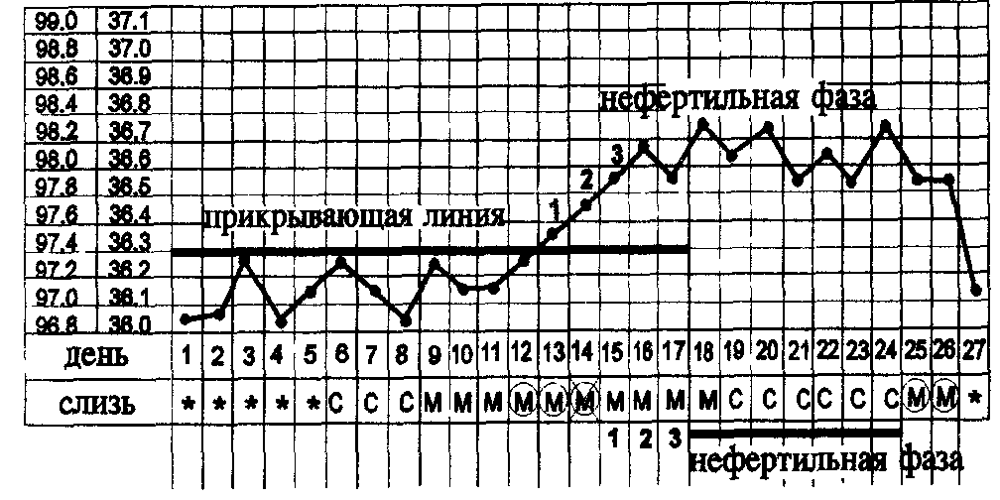 99.0 37.1
98.8 37.0
98.6 36.9
98.4 36.8
нефертильная фаза
98.2 36.7
98.0 36.6
3
97.8 36.5
2
97.6 36.4
1
прикрывающая линия
97.4 36.3
97.2 36.2
97.0 36.1
96.8 36.0
день 1 2 3 4 5 6 7 8 9 10 11 12 13 14 15 16 17 18 19 20 21 22 23 24 25 26 27
слизь * * * * * С С С М М М М М М М М М М С С С С С С М М *
1 2 3
нефертильная фаза